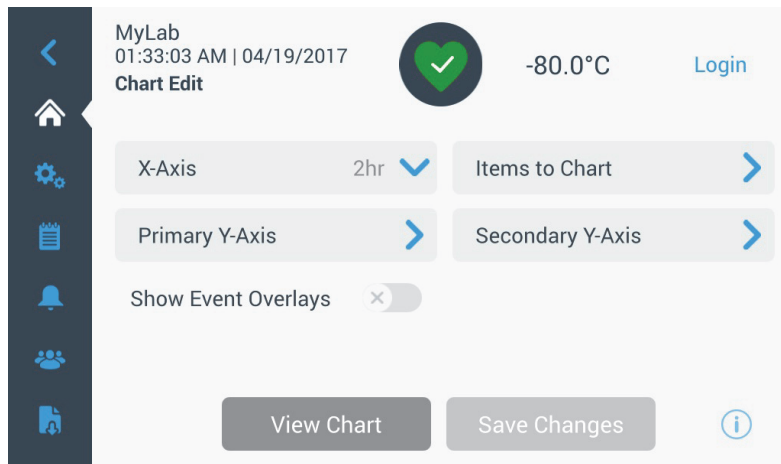 MyLab
01:33:03 AM | 04/19/2017
Chart Edit
-80.0°C
Login
X-Axis 2hr
Items to Chart
Primary Y-Axis
Secondary Y-Axis
Show Event Overlays
View Chart
Save Changes